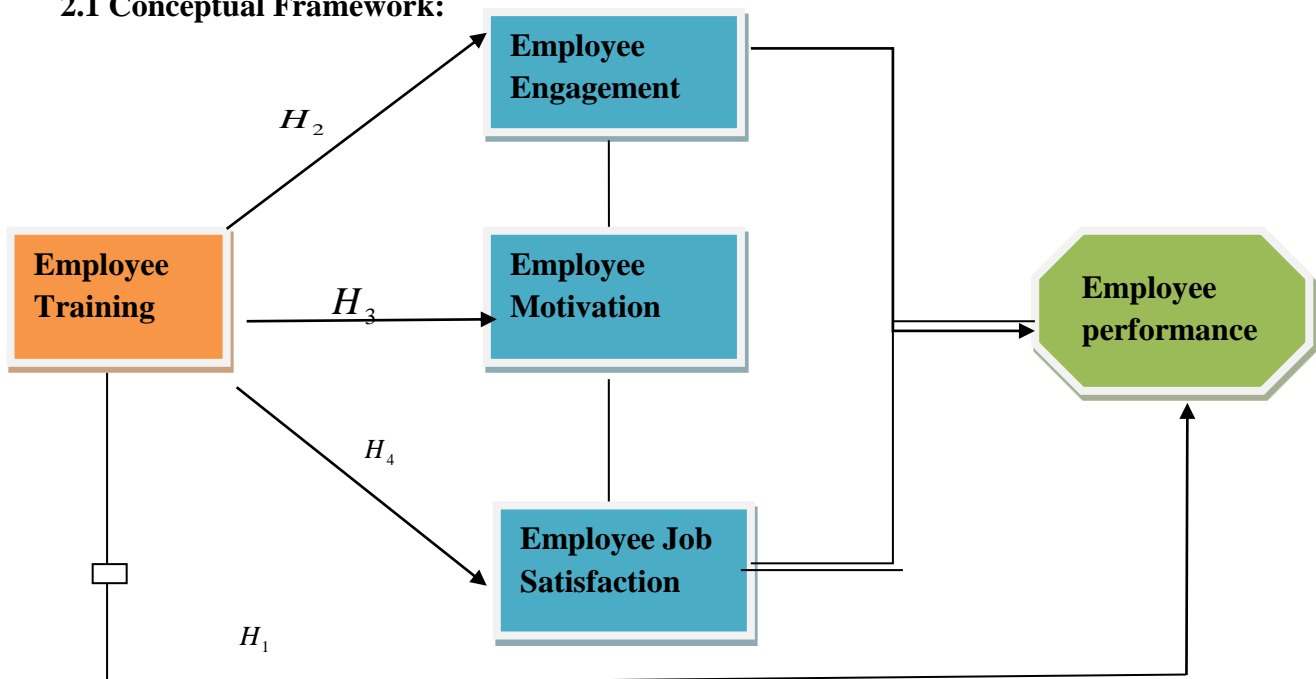 2.1 Conceptual Framework:
Employee
Engagement
H₂
Employee
Training
H₃
Employee
Motivation
Employee
performance
H₄
Employee Job
Satisfaction
H₁